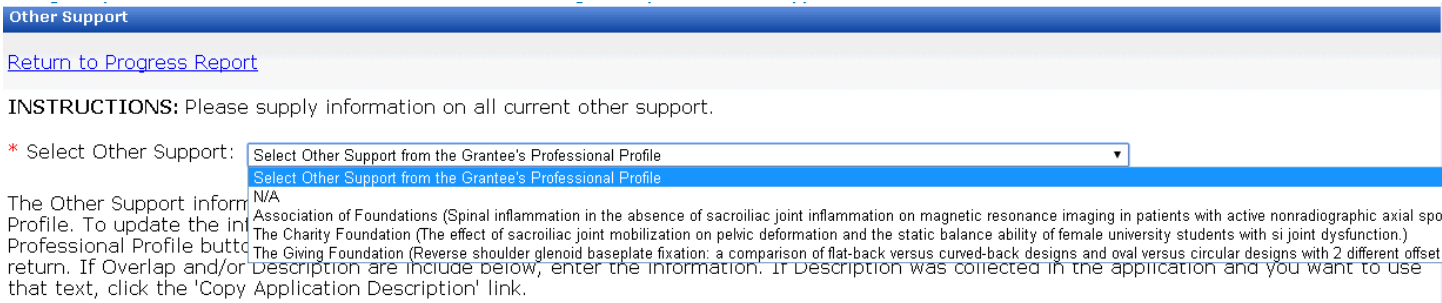 Other Support
Return to Progress Report
INSTRUCTIONS: Please supply information on all current other support.
* Select Other Support: Select Other Support from the Grantee's Professional Profile
Select Other Support from the Grantee's Professional Profile
N/A
Association of Foundations (Spinal inflammation in the absence of sacroiliac joint inflammation on magnetic resonance imaging in patients with active nonradiographic axial spo
The Charity Foundation (The effect of sacroiliac joint mobilization on pelvic deformation and the static balance ability of female university students with si joint dysfunction.)
The Giving Foundation (Reverse shoulder glenoid baseplate fixation: a comparison of flat-back versus curved-back designs and oval versus circular designs with 2 different offset
The Other Support inform
Profile. To update the in
Professional Profile butto
return. If Overlap and/or Description are include below, enter the information. If Description was collected in the application and you want to use
that text, click the 'Copy Application Description' link.